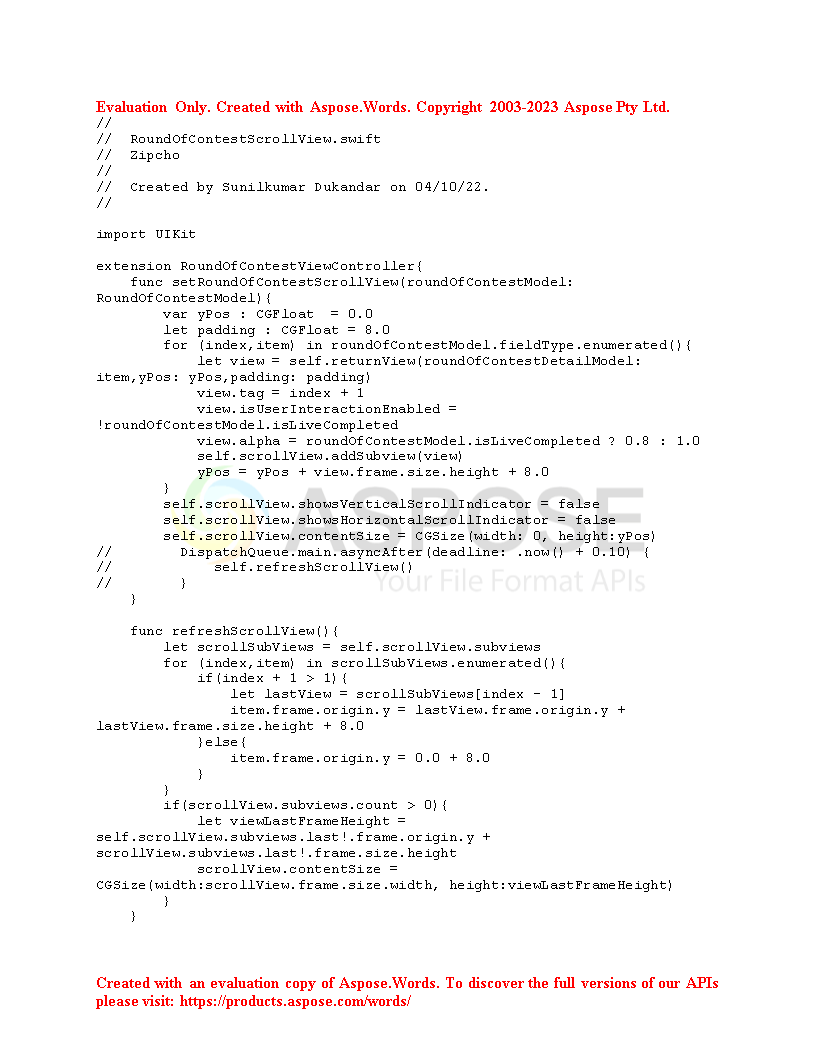 Evaluation Only. Created with Aspose.Words. Copyright 2003-2023 Aspose Pty Ltd.
//
//  RoundOfContestScrollView.swift
//  Zipcho
//
//  Created by Sunilkumar Dukandar on 04/10/22.
//
import UIKit
extension RoundOfContestViewController{
    func setRoundOfContestScrollView(roundOfContestModel:
RoundOfContestModel){
        var yPos : CGFloat  = 0.0
        let padding : CGFloat = 8.0
        for (index,item) in roundOfContestModel.fieldType.enumerated(){
            let view = self.returnView(roundOfContestDetailModel:
item,yPos: yPos,padding: padding)
            view.tag = index + 1
            view.isUserInteractionEnabled =
!roundOfContestModel.isLiveCompleted
            view.alpha = roundOfContestModel.isLiveCompleted ? 0.8 : 1.0
            self.scrollView.addSubview(view)
            yPos = yPos + view.frame.size.height + 8.0
        }
        self.scrollView.showsVerticalScrollIndicator = false
        self.scrollView.showsHorizontalScrollIndicator = false
        self.scrollView.contentSize = CGSize(width: 0, height:yPos)
//        DispatchQueue.main.asyncAfter(deadline: .now() + 0.10) {
//            self.refreshScrollView()
//        }
    }
    func refreshScrollView(){
        let scrollSubViews = self.scrollView.subviews
        for (index,item) in scrollSubViews.enumerated(){
            if(index + 1 > 1){
                let lastView = scrollSubViews[index - 1]
                item.frame.origin.y = lastView.frame.origin.y +
lastView.frame.size.height + 8.0
            }else{
                item.frame.origin.y = 0.0 + 8.0
            }
        }
        if(scrollView.subviews.count > 0){
            let viewLastFrameHeight =
self.scrollView.subviews.last!.frame.origin.y +
scrollView.subviews.last!.frame.size.height
            scrollView.contentSize =
CGSize(width:scrollView.frame.size.width, height:viewLastFrameHeight)
        }
    }
ASPOSE
Your File Format APIs
Created with an evaluation copy of Aspose.Words. To discover the full versions of our APIs
please visit: https://products.aspose.com/words/